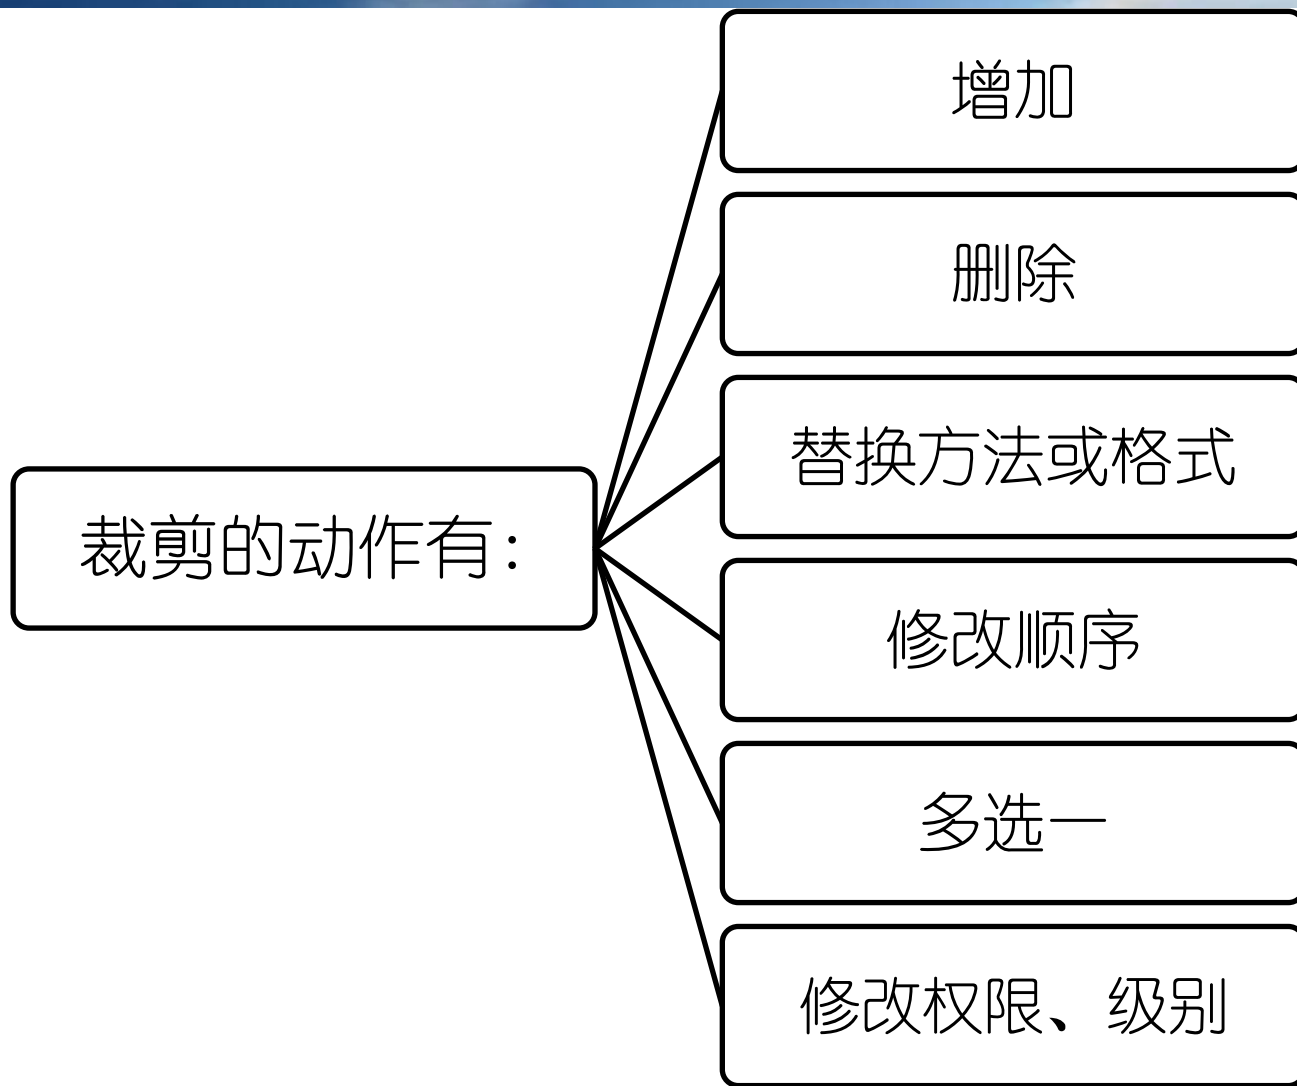 增加
删除
替换方法或格式
裁剪的动作有：
修改顺序
多选一
修改权限、级别